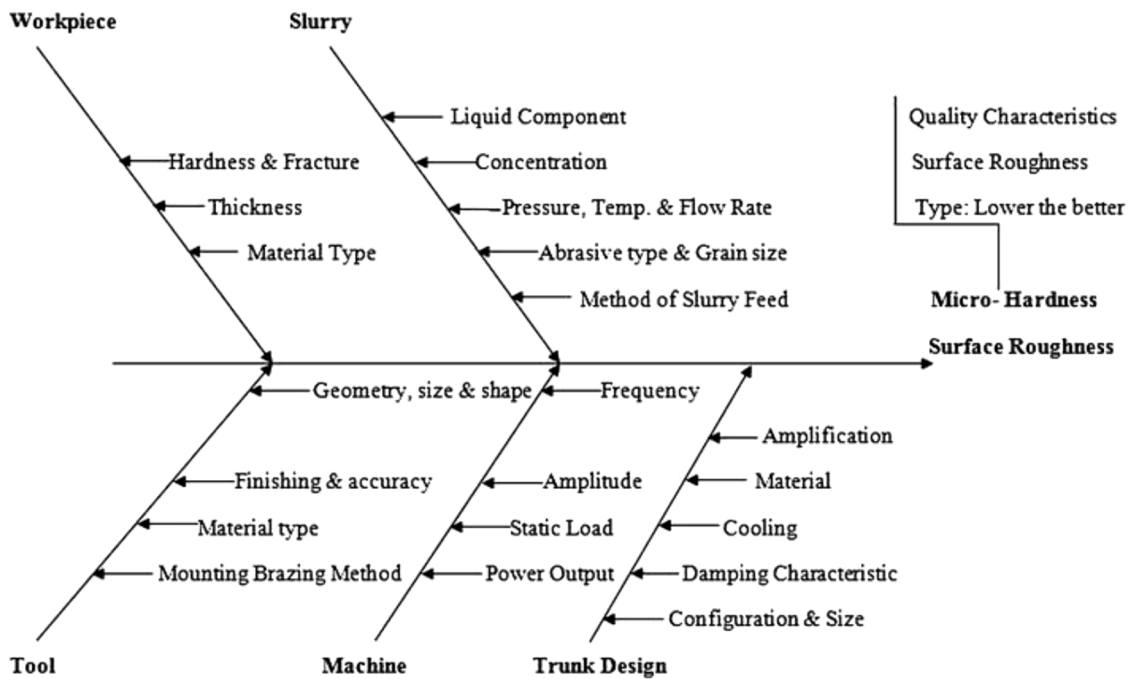 Workpiece
Slurry
Liquid Component
Quality Characteristics
Hardness & Fracture
Concentration
Surface Roughness
Thickness
Pressure, Temp. & Flow Rate
Type: Lower the better
Material Type
Abrasive type & Grain size
Method of Slurry Feed
Micro- Hardness
Surface Roughness
Geometry, size & shape
Frequency
Amplification
Finishing & accuracy
Amplitude
Material
Material type
Static Load
Cooling
Mounting Brazing Method
Power Output
Damping Characteristic
Configuration & Size
Tool
Machine
Trunk Design